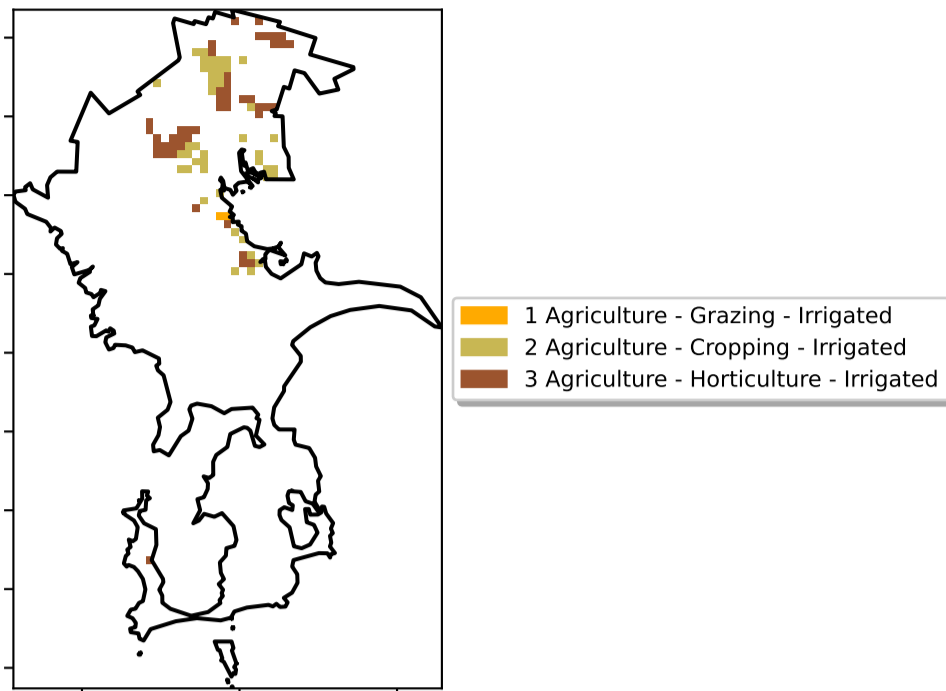 1 Agriculture - Grazing - Irrigated
2 Agriculture - Cropping - Irrigated
3 Agriculture - Horticulture - Irrigated